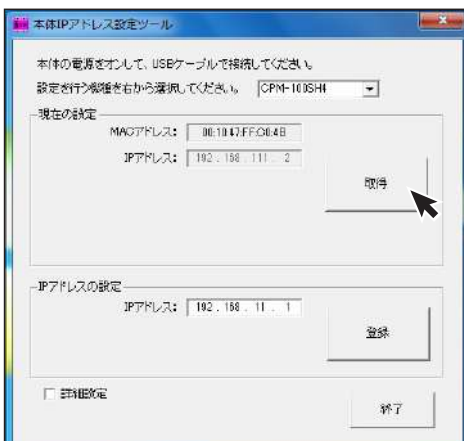 本体IPアドレス設定ツール
本体の電源をオンして、USBケーブルで接続してください。
設定を行う機種を右から選択してください。 CPM-100SH4
現在の設定
MACアドレス: 00:10:47:FF:C0:4B
IPアドレス: 192 . 168 . 111 . 2
取得
IPアドレスの設定
IPアドレス: 192 . 168 . 11 . 1
登録
詳細設定
終了